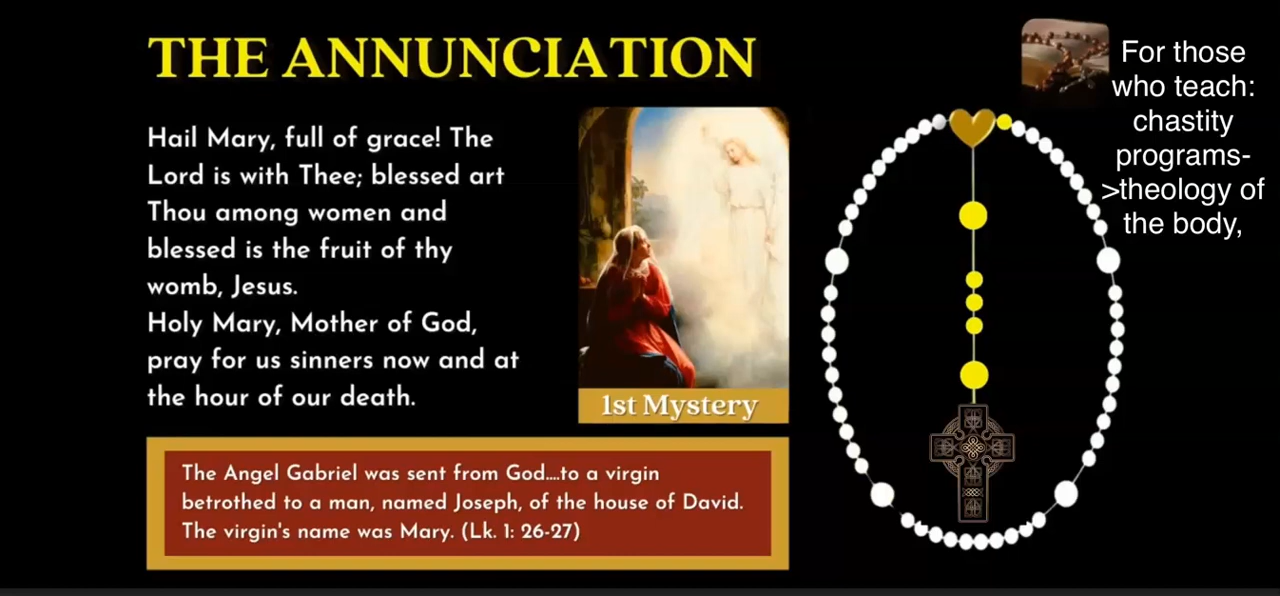 THE ANNUNCIATION
Hail Mary, full of grace! The
Lord is with Thee; blessed art
Thou among women and
blessed is the fruit of thy
womb, Jesus.
Holy Mary, Mother of God,
pray for us sinners now and at
the hour of our death.
1st Mystery
The Angel Gabriel was sent from God....to a virgin
betrothed to a man, named Joseph, of the house of David.
The virgin's name was Mary. (Lk. 1: 26-27)
For those
who teach:
chastity
programs-
>theology of
the body,